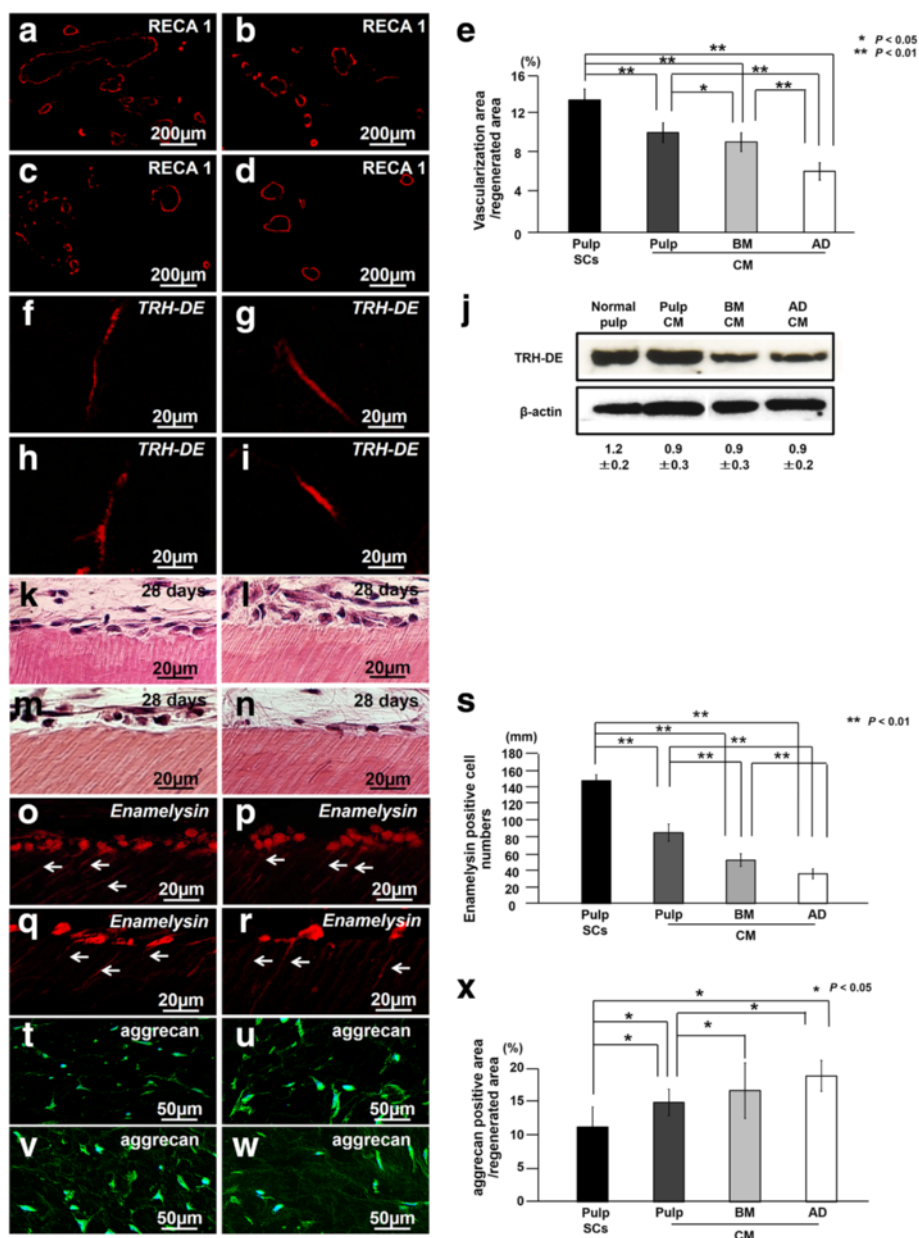 a RECA 1
200μm
b RECA 1
200μm
c RECA 1
200μm
d RECA 1
200μm
e
* P < 0.05
** P < 0.01
(%)
**
**
**
**
*
**
16
12
8
4
0
Vascularization area
/regenerated area
Pulp SCs
Pulp
BM
AD
CM
f TRH-DE
20μm
g TRH-DE
20μm
h TRH-DE
20μm
i TRH-DE
20μm
j
Normal pulp
Pulp CM
BM CM
AD CM
TRH-DE
β-actin
1.2 ±0.2
0.9 ±0.3
0.9 ±0.3
0.9 ±0.2
k 28 days
20μm
l
20μm
m 28 days
20μm
n 28 days
20μm
o Enamelysin
20μm
p Enamelysin
20μm
q Enamelysin
20μm
r Enamelysin
20μm
s
** P < 0.01
(mm)
**
**
**
**
**
**
180
160
140
120
100
80
60
40
20
0
Enamelysin positive cell
numbers
Pulp SCs
Pulp
BM
AD
CM
t aggrecan
50μm
u aggrecan
50μm
v aggrecan
50μm
w aggrecan
50μm
x
* P < 0.05
(%)
*
*
*
*
*
25
20
15
10
5
0
aggrecan positive area
/regenerated area
Pulp SCs
Pulp
BM
AD
CM